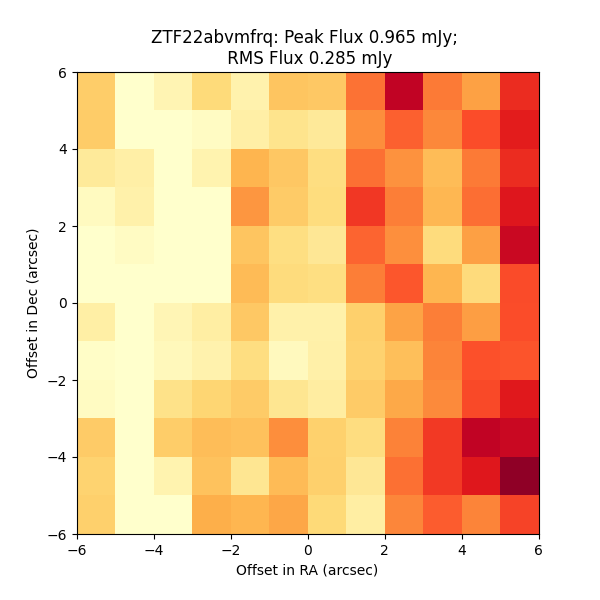 ZTF22abvmfrq: Peak Flux 0.965 mJy;
RMS Flux 0.285 mJy
6
4
2
0
−2
−4
−6
Offset in Dec (arcsec)
−6 −4 −2 0 2 4 6
Offset in RA (arcsec)